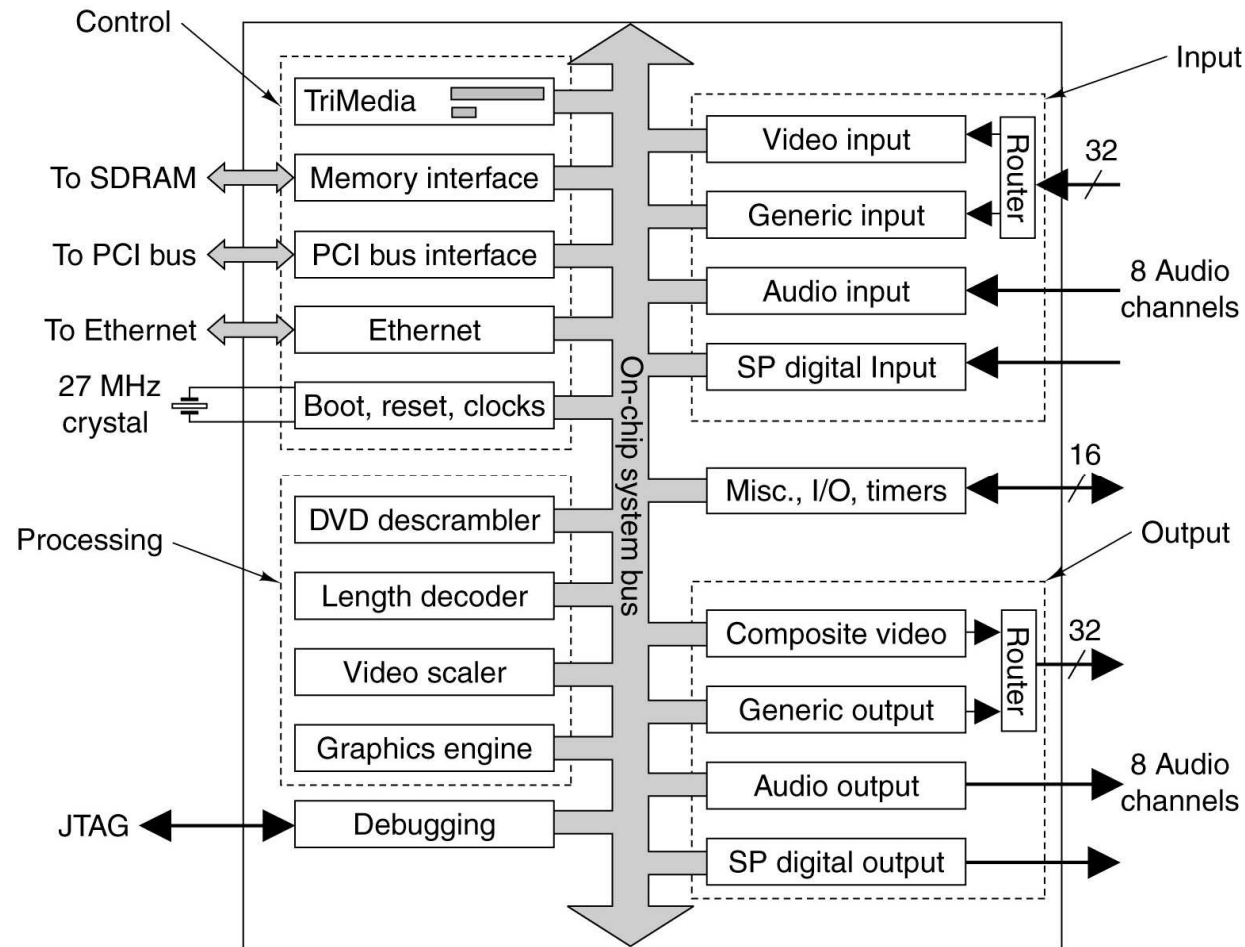 Control
Input
TriMedia
Video input
Router
32
To SDRAM
Memory interface
Generic input
To PCI bus
PCI bus interface
Audio input
8 Audio
channels
To Ethernet
Ethernet
SP digital Input
27 MHz
crystal
Boot, reset, clocks
On-chip system bus
Misc., I/O, timers
16
Processing
DVD descrambler
Output
Length decoder
Composite video
Router
32
Video scaler
Generic output
Graphics engine
Audio output
8 Audio
channels
JTAG
Debugging
SP digital output